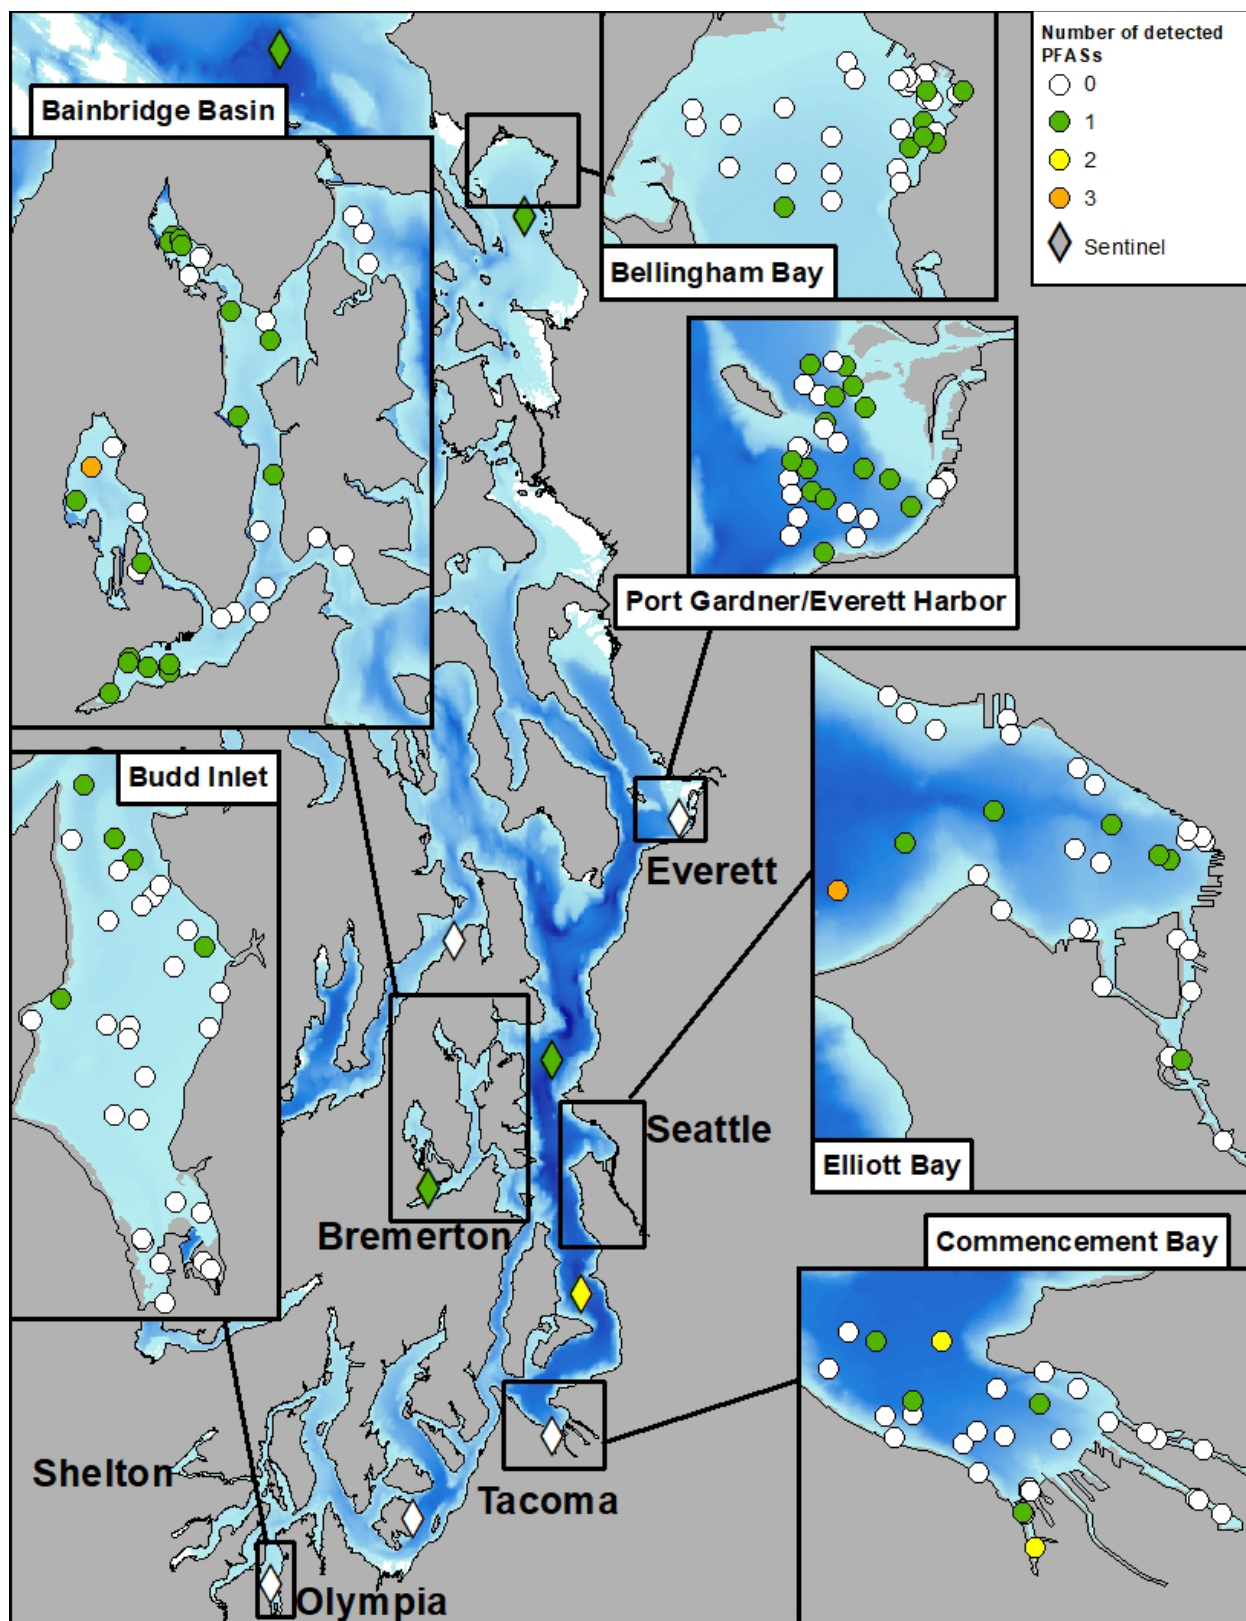 Number of detected
PFASs
0
1
2
3
Sentinel
Bainbridge Basin
Bellingham Bay
Port Gardner/Everett Harbor
Budd Inlet
Everett
Elliott Bay
Seattle
Bremerton
Commencement Bay
Shelton
Tacoma
Olympia